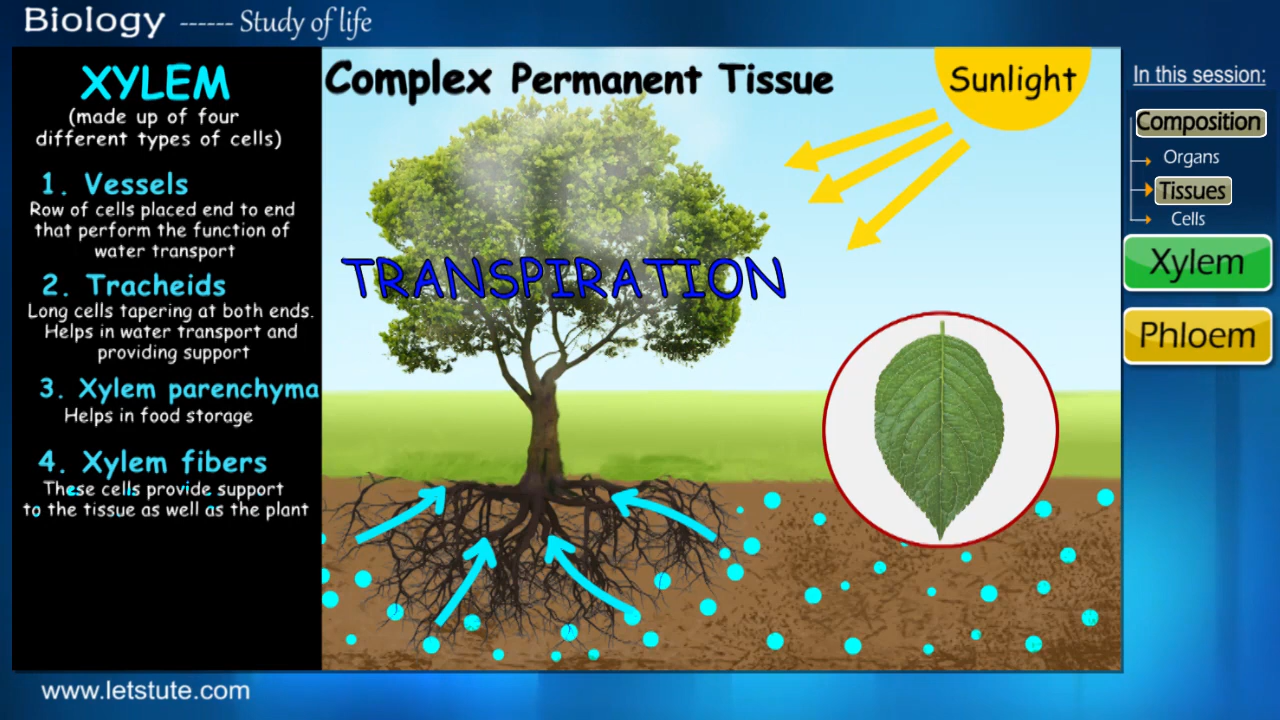 Biology ------ Study of life
XYLEM
(made up of four
different types of cells)
1. Vessels
Row of cells placed end to end
that perform the function of
water transport
2. Tracheids
Long cells tapering at both ends.
Helps in water transport and
providing support
3. Xylem parenchyma
Helps in food storage
4. Xylem fibers
These cells provide support
to the tissue as well as the plant
Complex Permanent Tissue
Sunlight
TRANSPIRATION
In this session:
Composition
Organs
Tissues
Cells
Xylem
Phloem
www.letstute.com